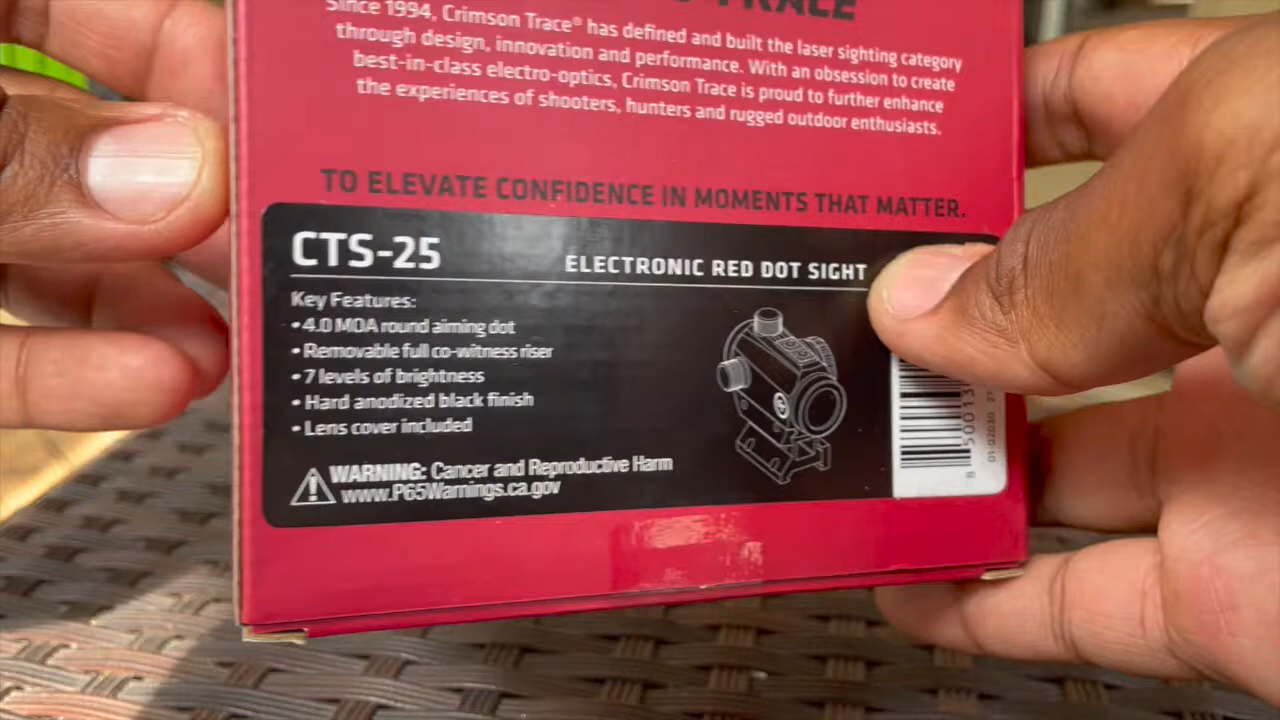 TRACE
Since 1994, Crimson Trace® has defined and built the laser sighting category
through design, innovation and performance. With an obsession to create
best-in-class electro-optics, Crimson Trace is proud to further enhance
the experiences of shooters, hunters and rugged outdoor enthusiasts.
TO ELEVATE CONFIDENCE IN MOMENTS THAT MATTER.
CTS-25
ELECTRONIC RED DOT SIGHT
Key Features:
• 4.0 MOA round aiming dot
• Removable full co-witness riser
• 7 levels of brightness
• Hard anodized black finish
• Lens cover included
WARNING: Cancer and Reproductive Harm
www.P65Warnings.ca.gov